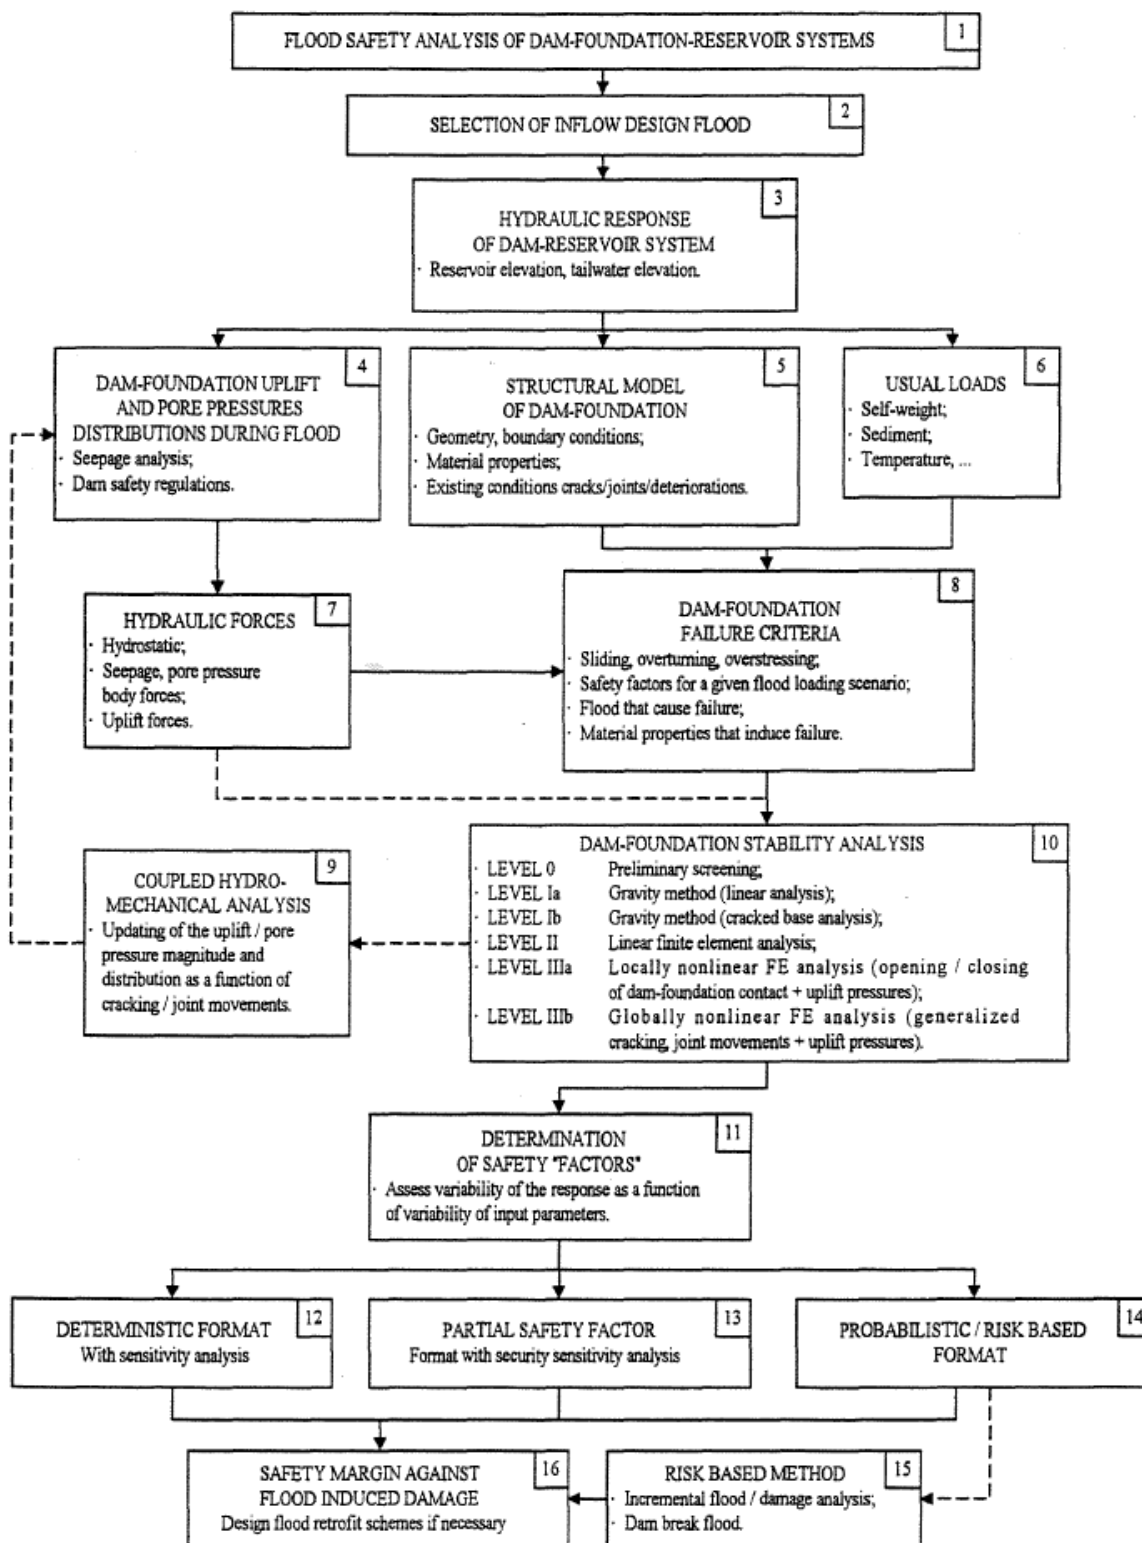 FLOOD SAFETY ANALYSIS OF DAM-FOUNDATION-RESERVOIR SYSTEMS
1
SELECTION OF INFLOW DESIGN FLOOD
2
3
HYDRAULIC RESPONSE
OF DAM-RESERVOIR SYSTEM
· Reservoir elevation, tailwater elevation.
4
DAM-FOUNDATION UPLIFT
AND PORE PRESSURES
DISTRIBUTIONS DURING FLOOD
· Seepage analysis;
· Dam safety regulations.
5
STRUCTURAL MODEL
OF DAM-FOUNDATION
· Geometry, boundary conditions;
· Material properties;
· Existing conditions cracks/joints/deteriorations.
6
USUAL LOADS
· Self-weight;
· Sediment;
· Temperature, ...
7
HYDRAULIC FORCES
· Hydrostatic;
· Seepage, pore pressure
body forces;
· Uplift forces.
8
DAM-FOUNDATION
FAILURE CRITERIA
· Sliding, overturning, overstressing;
· Safety factors for a given flood loading scenario;
· Flood that cause failure;
· Material properties that induce failure.
9
COUPLED HYDRO-
MECHANICAL ANALYSIS
· Updating of the uplift / pore
pressure magnitude and
distribution as a function of
cracking / joint movements.
10
DAM-FOUNDATION STABILITY ANALYSIS
· LEVEL 0 Preliminary screening;
· LEVEL Ia Gravity method (linear analysis);
· LEVEL Ib Gravity method (cracked base analysis);
· LEVEL II Linear finite element analysis;
· LEVEL IIIa Locally nonlinear FE analysis (opening / closing
of dam-foundation contact + uplift pressures);
· LEVEL IIIb Globally nonlinear FE analysis (generalized
cracking, joint movements + uplift pressures).
11
DETERMINATION
OF SAFETY "FACTORS"
· Assess variability of the response as a function
of variability of input parameters.
12
DETERMINISTIC FORMAT
With sensitivity analysis
13
PARTIAL SAFETY FACTOR
Format with security sensitivity analysis
14
PROBABILISTIC / RISK BASED
FORMAT
16
SAFETY MARGIN AGAINST
FLOOD INDUCED DAMAGE
Design flood retrofit schemes if necessary
15
RISK BASED METHOD
· Incremental flood / damage analysis;
· Dam break flood.